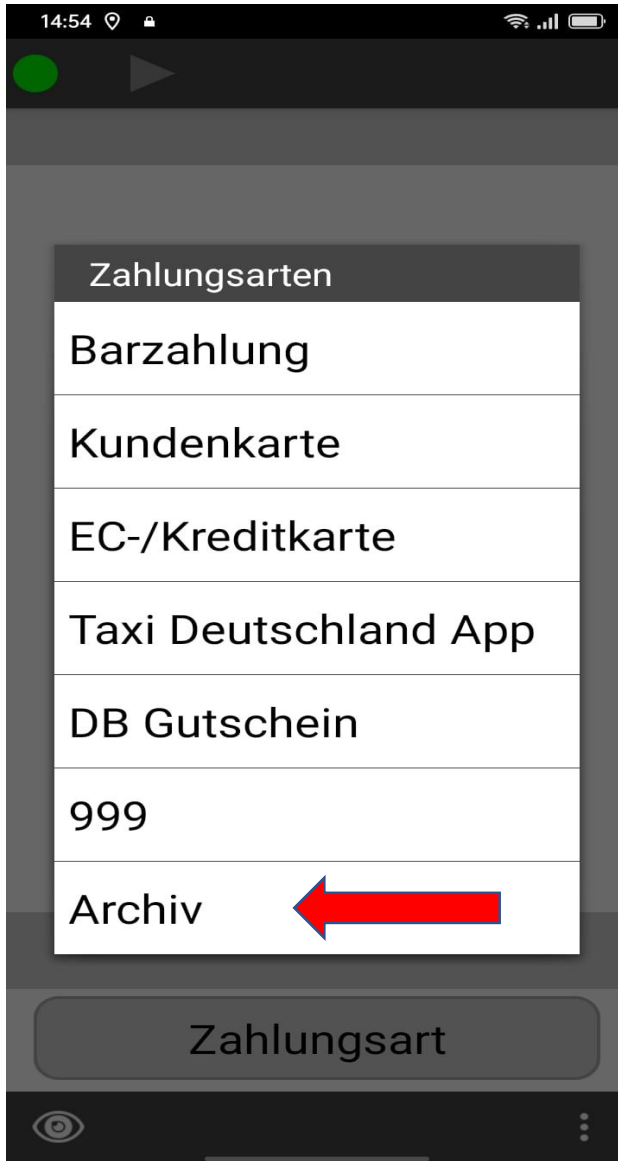 14:54
Zahlungsarten
Barzahlung
Kundenkarte
EC-/Kreditkarte
Taxi Deutschland App
DB Gutschein
999
Archiv
Zahlungsart